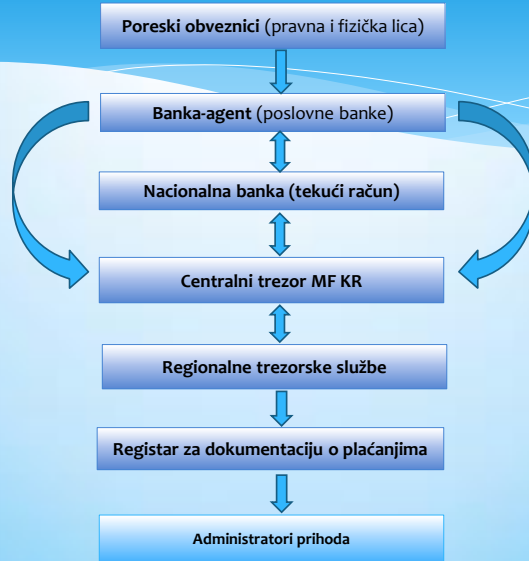 Poreski obveznici (pravna i fizička lica)
Banka-agent (poslovne banke)
Nacionalna banka (tekući račun)
Centralni trezor MF KR
Regionalne trezorske službe
Registar za dokumentaciju o plaćanjima
Administratori prihoda